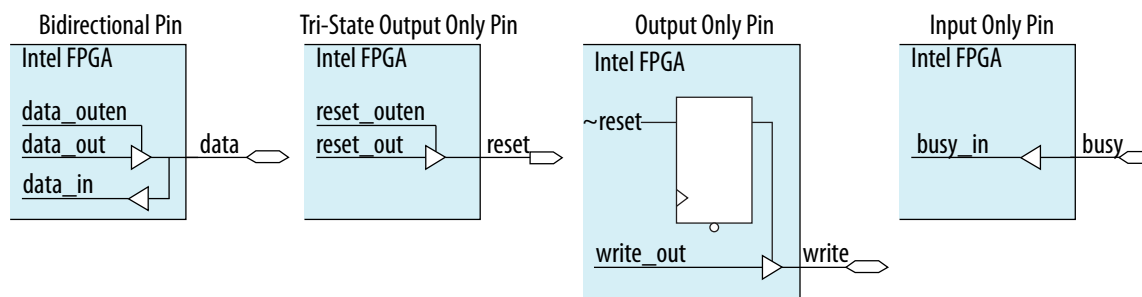 Bidirectional Pin
Intel FPGA
data_outen
data_out
data
data_in
Tri-State Output Only Pin
Intel FPGA
reset_outen
reset_out
reset
Output Only Pin
Intel FPGA
~reset
write_out
write
Input Only Pin
Intel FPGA
busy_in
busy